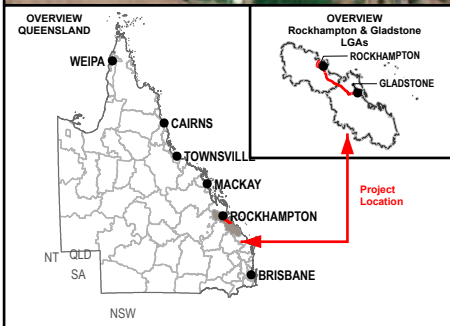 OVERVIEW
QUEENSLAND
WEIPA
CAIRNS
TOWNSVILLE
MACKAY
ROCKHAMPTON
BRISBANE
NT
QLD
SA
NSW
OVERVIEW
Rockhampton & Gladstone
LGAs
ROCKHAMPTON
GLADSTONE
Project
Location